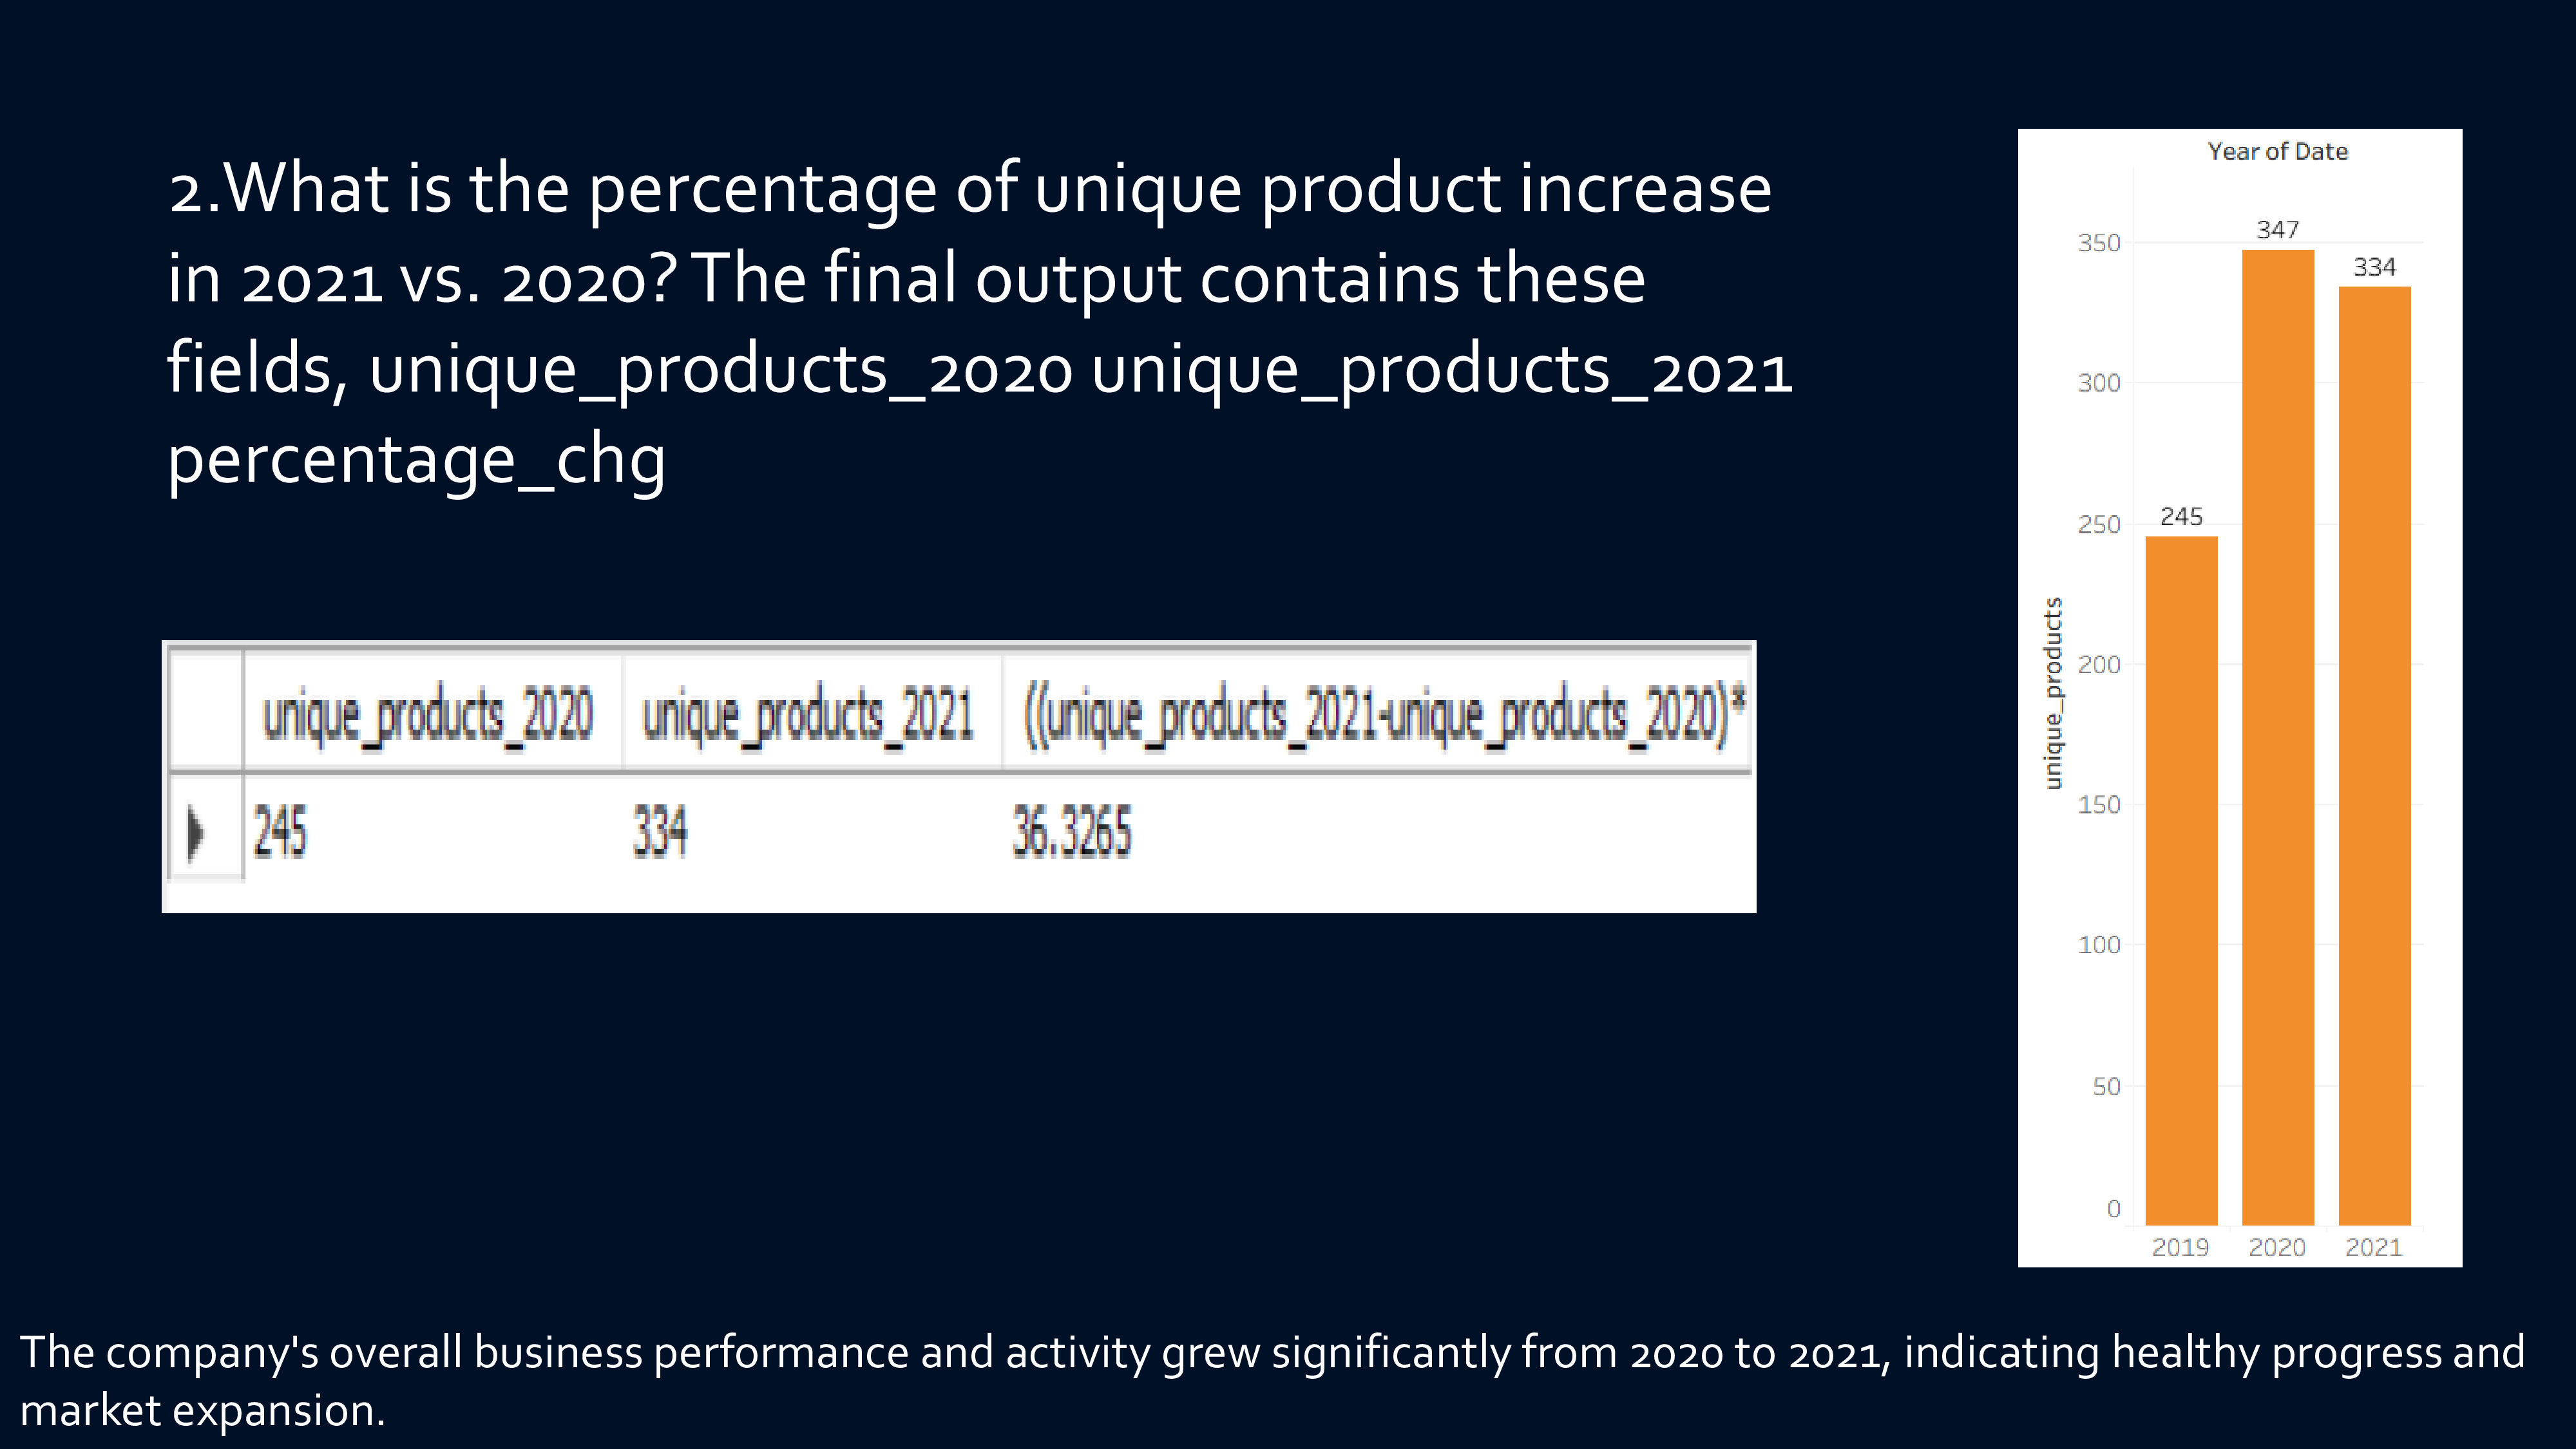 2.What is the percentage of unique product increase
in 2021 vs. 2020? The final output contains these
fields, unique_products_2020 unique_products_2021
percentage_chg
unique_products_2020 unique_products_2021 ((unique_products_2021-unique_products_2020)*
245 334 36.3265
Year of Date
unique_products
350
300
250
200
150
100
50
0
245
347
334
2019 2020 2021
The company's overall business performance and activity grew significantly from 2020 to 2021, indicating healthy progress and
market expansion.